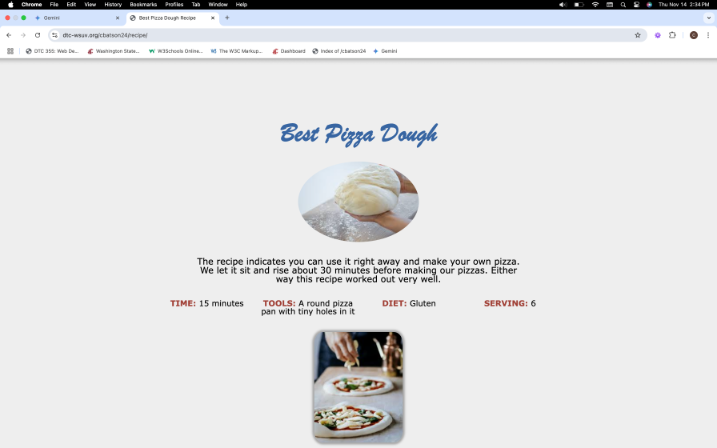 Chrome File Edit View History Bookmarks Profiles Tab Window Help Thu Nov 14 2:34 PM
Gemini Best Pizza Dough Recipe
dtc-wsuv.org/cbatson24/recipe/
DTC 355: Web De... Washington State... W3Schools Online... The W3C Markup... Dashboard Index of /cbatson24 Gemini
Best Pizza Dough
The recipe indicates you can use it right away and make your own pizza.
We let it sit and rise about 30 minutes before making our pizzas. Either
way this recipe worked out very well.
TIME: 15 minutes TOOLS: A round pizza DIET: Gluten SERVING: 6
pan with tiny holes in it